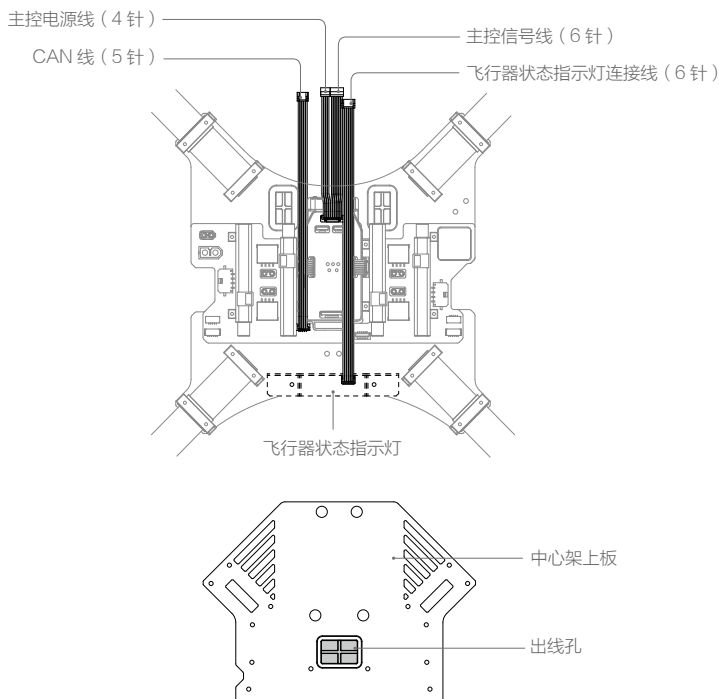 主控电源线（4 针）
主控信号线（6 针）
CAN 线（5 针）
飞行器状态指示灯连接线（6 针）
飞行器状态指示灯
中心架上板
出线孔